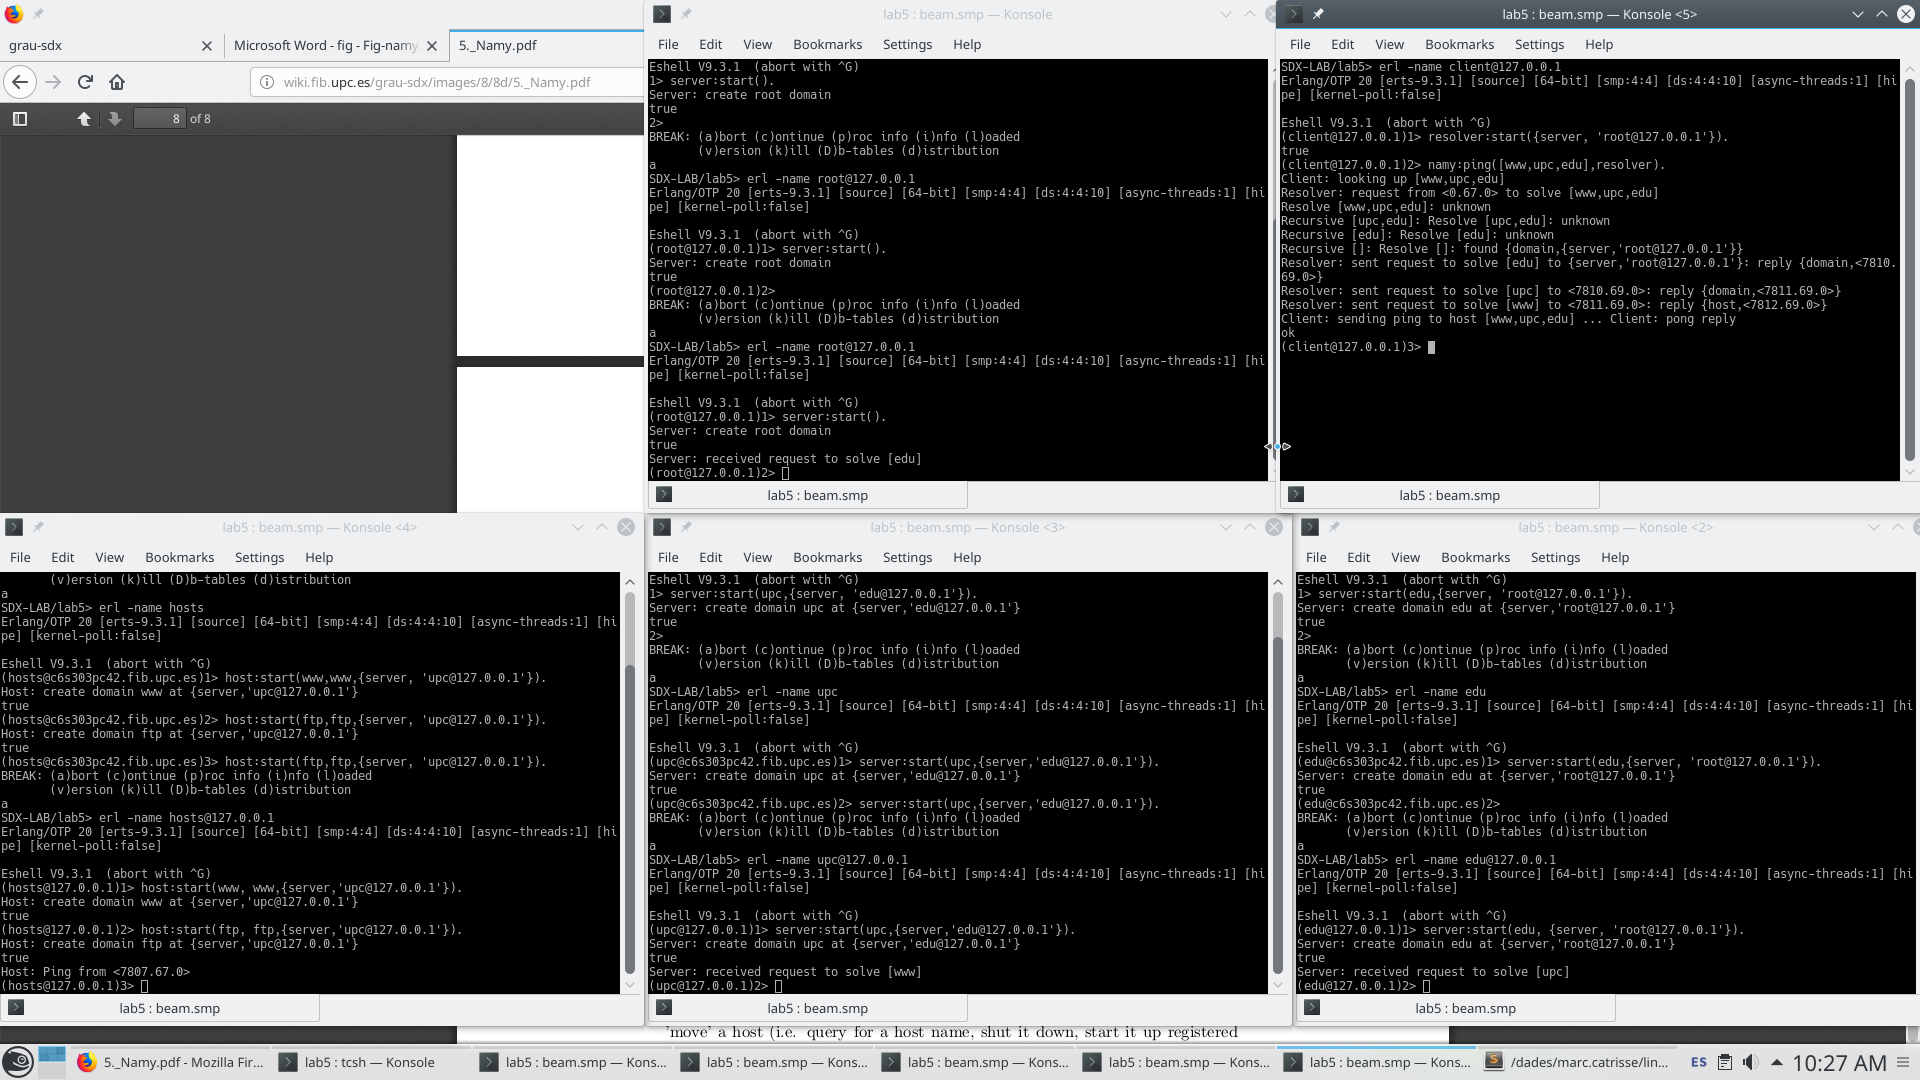 grau-sdx
Microsoft Word - fig - Fig-namy
5._Namy.pdf
wiki.fib.upc.es/grau-sdx/images/8/8d/5._Namy.pdf
8 of 8
lab5 : beam.smp — Konsole
File Edit View Bookmarks Settings Help
Eshell V9.3.1  (abort with ^G)
1> server:start().
Server: create root domain
true
2>
BREAK: (a)bort (c)ontinue (p)roc info (i)nfo (l)oaded
       (v)ersion (k)ill (D)b-tables (d)istribution
a
SDX-LAB/lab5> erl -name root@127.0.0.1
Erlang/OTP 20 [erts-9.3.1] [source] [64-bit] [smp:4:4] [ds:4:4:10] [async-threads:1] [hi
pe] [kernel-poll:false]
Eshell V9.3.1  (abort with ^G)
(root@127.0.0.1)1> server:start().
Server: create root domain
true
(root@127.0.0.1)2>
BREAK: (a)bort (c)ontinue (p)roc info (i)nfo (l)oaded
       (v)ersion (k)ill (D)b-tables (d)istribution
a
SDX-LAB/lab5> erl -name root@127.0.0.1
Erlang/OTP 20 [erts-9.3.1] [source] [64-bit] [smp:4:4] [ds:4:4:10] [async-threads:1] [hi
pe] [kernel-poll:false]
Eshell V9.3.1  (abort with ^G)
(root@127.0.0.1)1> server:start().
Server: create root domain
true
Server: received request to solve [edu]
(root@127.0.0.1)2>
lab5 : beam.smp
lab5 : beam.smp — Konsole <5>
File Edit View Bookmarks Settings Help
SDX-LAB/lab5> erl -name client@127.0.0.1
Erlang/OTP 20 [erts-9.3.1] [source] [64-bit] [smp:4:4] [ds:4:4:10] [async-threads:1] [hi
pe] [kernel-poll:false]
Eshell V9.3.1  (abort with ^G)
(client@127.0.0.1)1> resolver:start({server, 'root@127.0.0.1'}).
true
(client@127.0.0.1)2> namy:ping([www,upc,edu],resolver).
Client: looking up [www,upc,edu]
Resolver: request from <0.67.0> to solve [www,upc,edu]
Resolve [www,upc,edu]: unknown
Recursive [upc,edu]: Resolve [upc,edu]: unknown
Recursive [edu]: Resolve [edu]: unknown
Recursive []: Resolve []: found {domain,{server,'root@127.0.0.1'}}
Resolver: sent request to solve [edu] to {server,'root@127.0.0.1'}: reply {domain,<7810.
69.0>}
Resolver: sent request to solve [upc] to <7810.69.0>: reply {domain,<7811.69.0>}
Resolver: sent request to solve [www] to <7811.69.0>: reply {host,<7812.69.0>}
Client: sending ping to host [www,upc,edu] ... Client: pong reply
ok
(client@127.0.0.1)3>
lab5 : beam.smp
lab5 : beam.smp — Konsole <4>
File Edit View Bookmarks Settings Help
       (v)ersion (k)ill (D)b-tables (d)istribution
a
SDX-LAB/lab5> erl -name hosts
Erlang/OTP 20 [erts-9.3.1] [source] [64-bit] [smp:4:4] [ds:4:4:10] [async-threads:1] [hi
pe] [kernel-poll:false]
Eshell V9.3.1  (abort with ^G)
(hosts@c6s303pc42.fib.upc.es)1> host:start(www,www,{server, 'upc@127.0.0.1'}).
Host: create domain www at {server,'upc@127.0.0.1'}
true
(hosts@c6s303pc42.fib.upc.es)2> host:start(ftp,ftp,{server, 'upc@127.0.0.1'}).
Host: create domain ftp at {server,'upc@127.0.0.1'}
true
(hosts@c6s303pc42.fib.upc.es)3> host:start(ftp,ftp,{server, 'upc@127.0.0.1'}).
BREAK: (a)bort (c)ontinue (p)roc info (i)nfo (l)oaded
       (v)ersion (k)ill (D)b-tables (d)istribution
a
SDX-LAB/lab5> erl -name hosts@127.0.0.1
Erlang/OTP 20 [erts-9.3.1] [source] [64-bit] [smp:4:4] [ds:4:4:10] [async-threads:1] [hi
pe] [kernel-poll:false]
Eshell V9.3.1  (abort with ^G)
(hosts@127.0.0.1)1> host:start(www, www,{server,'upc@127.0.0.1'}).
Host: create domain www at {server,'upc@127.0.0.1'}
true
(hosts@127.0.0.1)2> host:start(ftp, ftp,{server,'upc@127.0.0.1'}).
Host: create domain ftp at {server,'upc@127.0.0.1'}
true
Host: Ping from <7807.67.0>
(hosts@127.0.0.1)3>
lab5 : beam.smp
lab5 : beam.smp — Konsole <3>
File Edit View Bookmarks Settings Help
Eshell V9.3.1  (abort with ^G)
1> server:start(upc,{server, 'edu@127.0.0.1'}).
Server: create domain upc at {server,'edu@127.0.0.1'}
true
2>
BREAK: (a)bort (c)ontinue (p)roc info (i)nfo (l)oaded
       (v)ersion (k)ill (D)b-tables (d)istribution
a
SDX-LAB/lab5> erl -name upc
Erlang/OTP 20 [erts-9.3.1] [source] [64-bit] [smp:4:4] [ds:4:4:10] [async-threads:1] [hi
pe] [kernel-poll:false]
Eshell V9.3.1  (abort with ^G)
(upc@c6s303pc42.fib.upc.es)1> server:start(upc,{server,'edu@127.0.0.1'}).
Server: create domain upc at {server,'edu@127.0.0.1'}
true
(upc@c6s303pc42.fib.upc.es)2> server:start(upc,{server,'edu@127.0.0.1'}).
BREAK: (a)bort (c)ontinue (p)roc info (i)nfo (l)oaded
       (v)ersion (k)ill (D)b-tables (d)istribution
a
SDX-LAB/lab5> erl -name upc@127.0.0.1
Erlang/OTP 20 [erts-9.3.1] [source] [64-bit] [smp:4:4] [ds:4:4:10] [async-threads:1] [hi
pe] [kernel-poll:false]
Eshell V9.3.1  (abort with ^G)
(upc@127.0.0.1)1> server:start(upc,{server,'edu@127.0.0.1'}).
Server: create domain upc at {server,'edu@127.0.0.1'}
true
Server: received request to solve [www]
(upc@127.0.0.1)2>
lab5 : beam.smp
lab5 : beam.smp — Konsole <2>
File Edit View Bookmarks Settings Help
Eshell V9.3.1  (abort with ^G)
1> server:start(edu,{server, 'root@127.0.0.1'}).
Server: create domain edu at {server,'root@127.0.0.1'}
true
2>
BREAK: (a)bort (c)ontinue (p)roc info (i)nfo (l)oaded
       (v)ersion (k)ill (D)b-tables (d)istribution
a
SDX-LAB/lab5> erl -name edu
Erlang/OTP 20 [erts-9.3.1] [source] [64-bit] [smp:4:4] [ds:4:4:10] [async-threads:1] [hi
pe] [kernel-poll:false]
Eshell V9.3.1  (abort with ^G)
(edu@c6s303pc42.fib.upc.es)1> server:start(edu,{server, 'root@127.0.0.1'}).
Server: create domain edu at {server,'root@127.0.0.1'}
true
(edu@c6s303pc42.fib.upc.es)2>
BREAK: (a)bort (c)ontinue (p)roc info (i)nfo (l)oaded
       (v)ersion (k)ill (D)b-tables (d)istribution
a
SDX-LAB/lab5> erl -name edu@127.0.0.1
Erlang/OTP 20 [erts-9.3.1] [source] [64-bit] [smp:4:4] [ds:4:4:10] [async-threads:1] [hi
pe] [kernel-poll:false]
Eshell V9.3.1  (abort with ^G)
(edu@127.0.0.1)1> server:start(edu, {server, 'root@127.0.0.1'}).
Server: create domain edu at {server,'root@127.0.0.1'}
true
Server: received request to solve [upc]
(edu@127.0.0.1)2>
lab5 : beam.smp
'move' a host (i.e. query for a host name, shut it down, start it up registered
5._Namy.pdf - Mozilla Fir...
lab5 : tcsh — Konsole
lab5 : beam.smp — Kons...
lab5 : beam.smp — Kons...
lab5 : beam.smp — Kons...
lab5 : beam.smp — Kons...
lab5 : beam.smp — Kons...
/dades/marc.catrisse/lin...
ES
10:27 AM